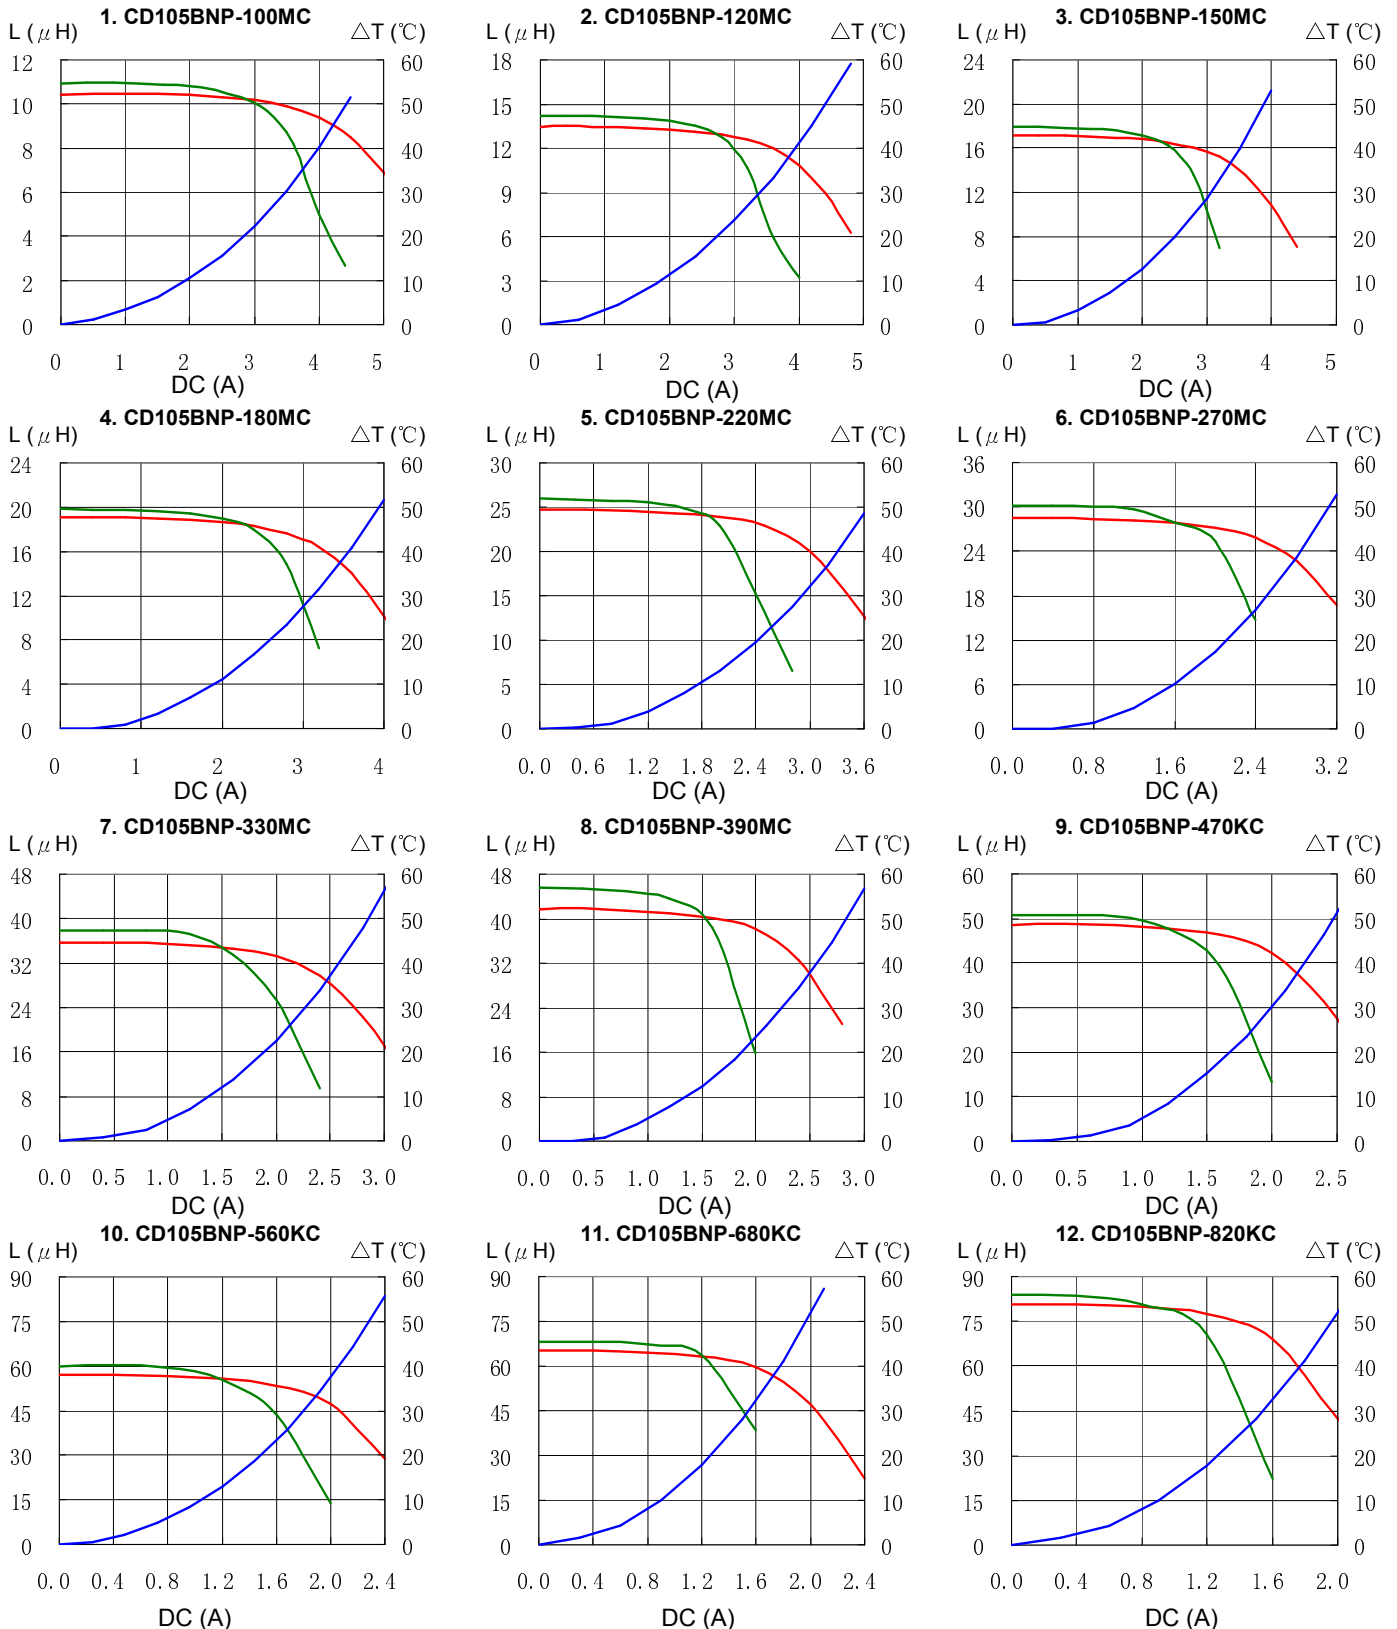 1. CD105BNP-100MC 2. CD105BNP-120MC 3. CD105BNP-150MC
L (μH) △T (℃) L (μH) △T (℃) L (μH) △T (℃)
12 60 18 60 24 60
10 50 15 50 20 50
8 40 12 40 16 40
6 30 9 30 12 30
4 20 6 20 8 20
2 10 3 10 4 10
0 0 0 0 0 0
0 1 2 3 4 5 0 1 2 3 4 5 0 1 2 3 4 5
DC (A) DC (A) DC (A)
4. CD105BNP-180MC 5. CD105BNP-220MC 6. CD105BNP-270MC
L (μH) △T (℃) L (μH) △T (℃) L (μH) △T (℃)
24 60 30 60 36 60
20 50 25 50 30 50
16 40 20 40 24 40
12 30 15 30 18 30
8 20 10 20 12 20
4 10 5 10 6 10
0 0 0 0 0 0
0 1 2 3 4 0.0 0.6 1.2 1.8 2.4 3.0 3.6 0.0 0.8 1.6 2.4 3.2
DC (A) DC (A) DC (A)
7. CD105BNP-330MC 8. CD105BNP-390MC 9. CD105BNP-470KC
L (μH) △T (℃) L (μH) △T (℃) L (μH) △T (℃)
48 60 48 60 60 60
40 50 40 50 50 50
32 40 32 40 40 40
24 30 24 30 30 30
16 20 16 20 20 20
8 10 8 10 10 10
0 0 0 0 0 0
0.0 0.5 1.0 1.5 2.0 2.5 3.0 0.0 0.5 1.0 1.5 2.0 2.5 3.0 0.0 0.5 1.0 1.5 2.0 2.5
DC (A) DC (A) DC (A)
10. CD105BNP-560KC 11. CD105BNP-680KC 12. CD105BNP-820KC
L (μH) △T (℃) L (μH) △T (℃) L (μH) △T (℃)
90 60 90 60 90 60
75 50 75 50 75 50
60 40 60 40 60 40
45 30 45 30 45 30
30 20 30 20 30 20
15 10 15 10 15 10
0 0 0 0 0 0
0.0 0.4 0.8 1.2 1.6 2.0 2.4 0.0 0.4 0.8 1.2 1.6 2.0 2.4 0.0 0.4 0.8 1.2 1.6 2.0
DC (A) DC (A) DC (A)